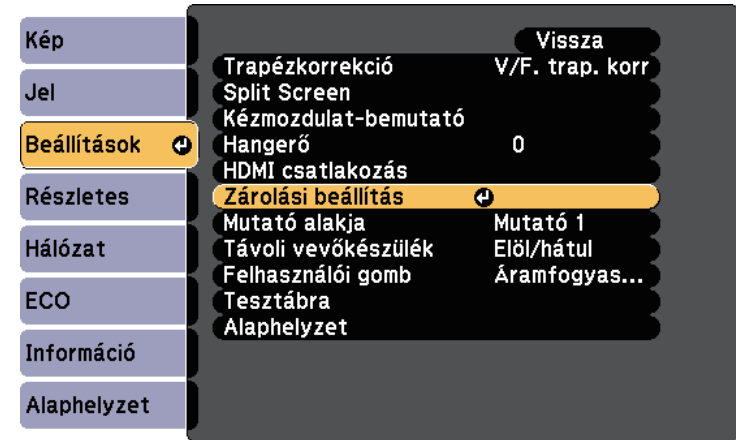 Kép
Jel
Beállítások
Részletes
Hálózat
ECO
Információ
Alaphelyzet
Vissza
Trapézkorrekció V/F. trap. korr
Split Screen
Kézmozdulat-bemutató
Hangerő 0
HDMI csatlakozás
Zárolási beállítás
Mutató alakja Mutató 1
Távoli vevőkészülék Elöl/hátul
Felhasználói gomb Áramfogyas...
Tesztábra
Alaphelyzet